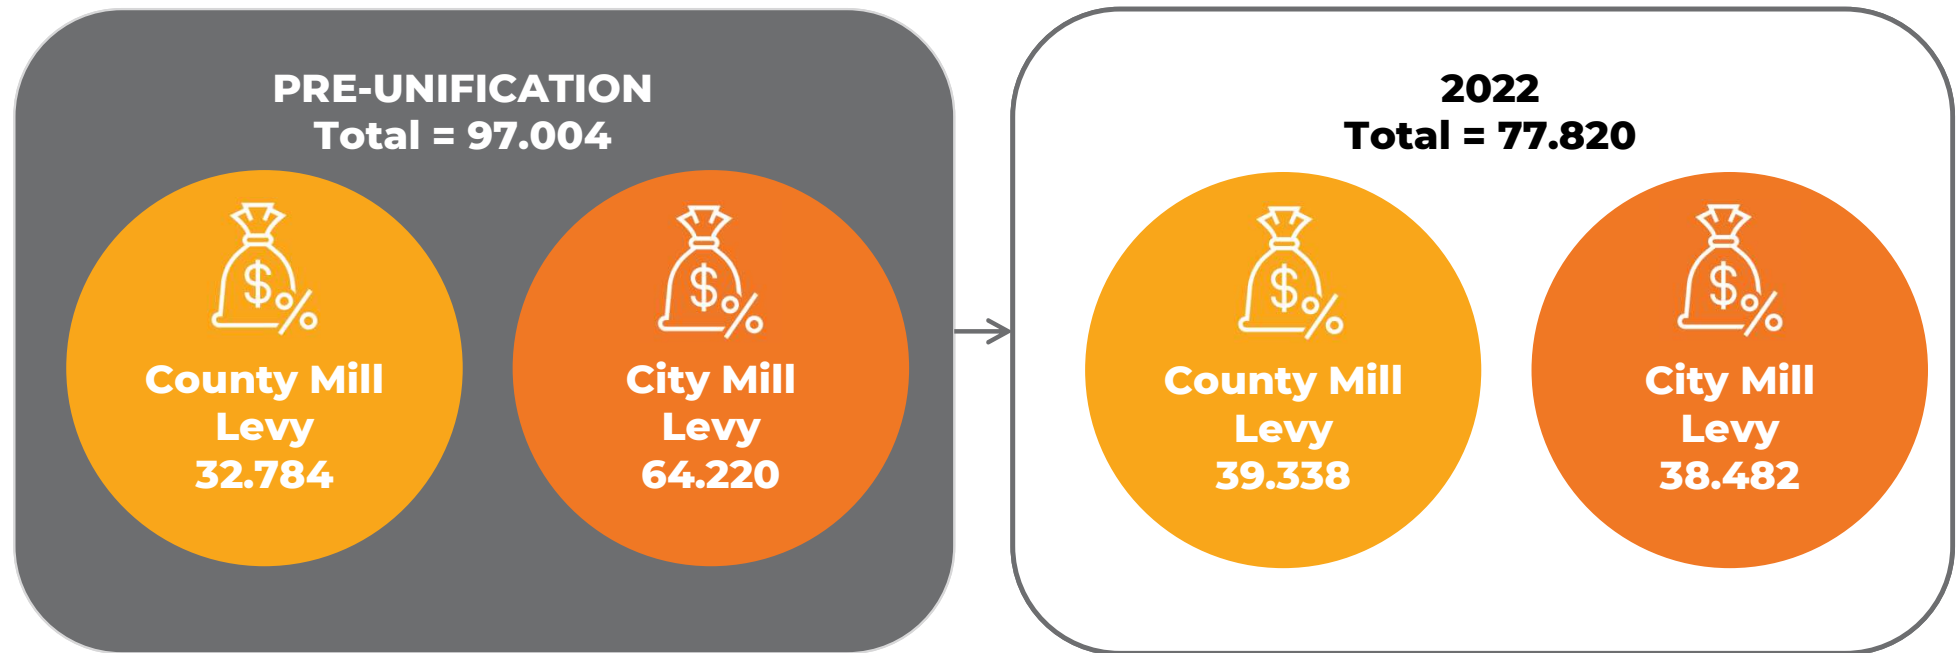 PRE-UNIFICATION
Total = 97.004
$%
County Mill
Levy
32.784
$%
City Mill
Levy
64.220
2022
Total = 77.820
$%
County Mill
Levy
39.338
$%
City Mill
Levy
38.482